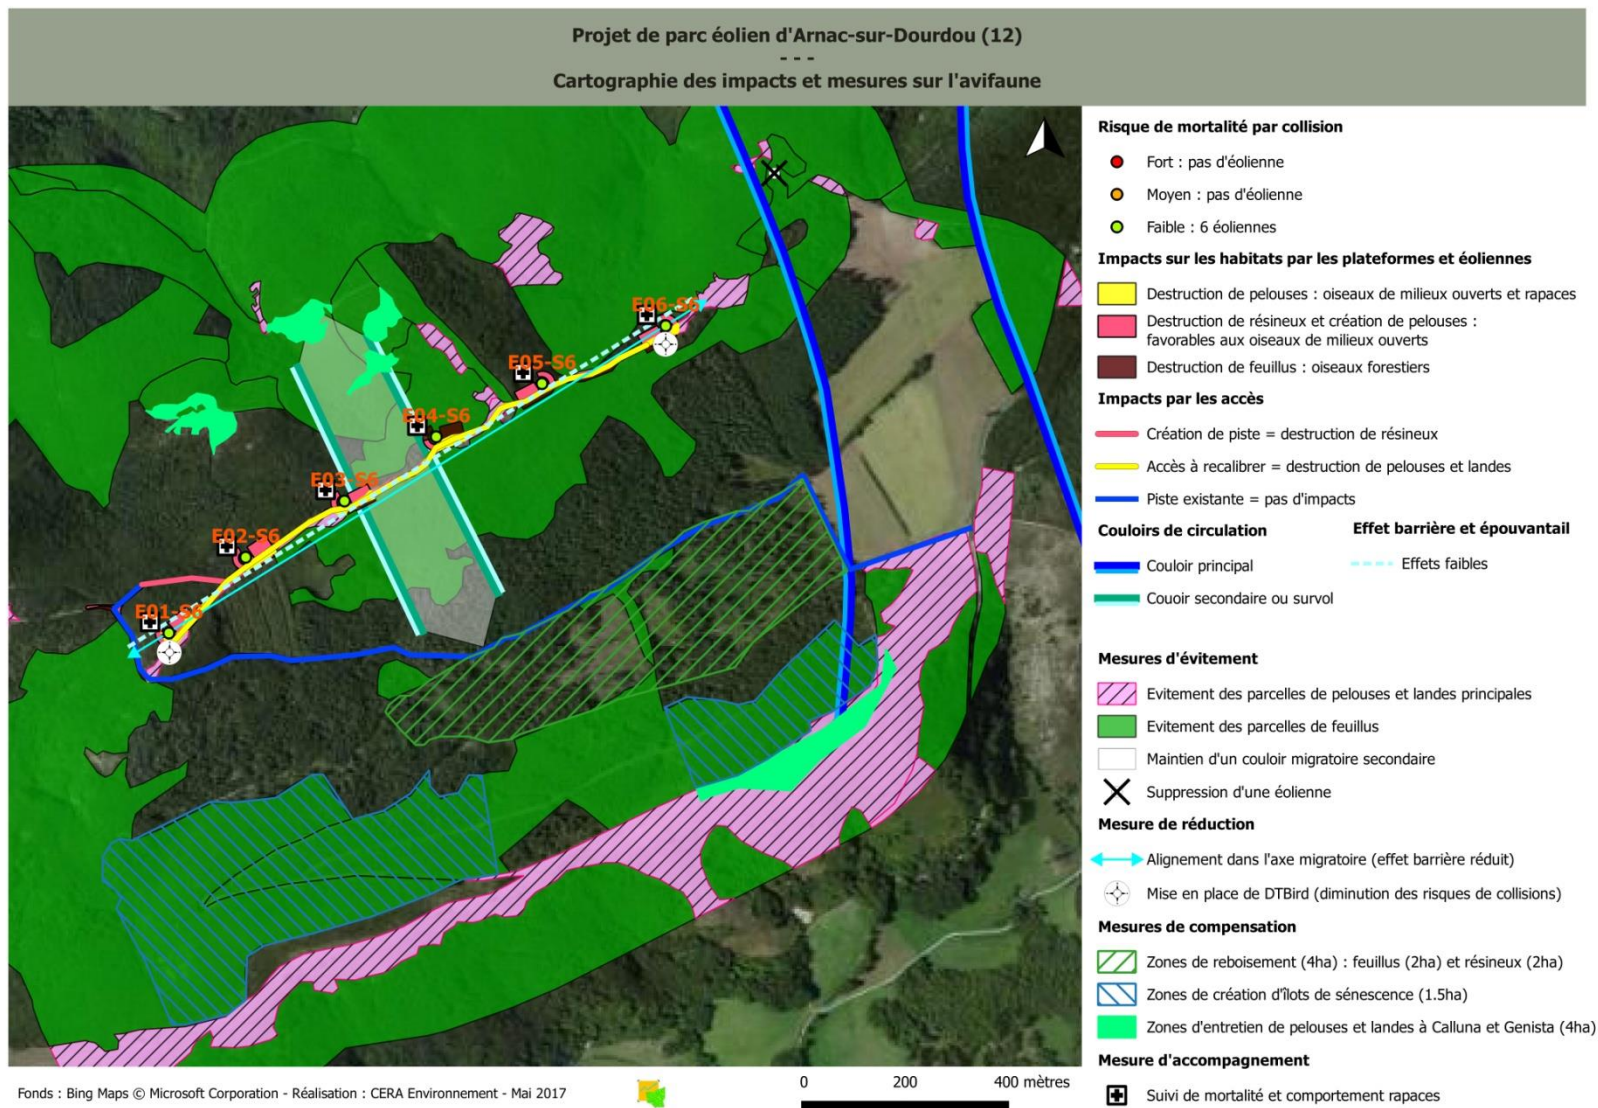 Projet de parc éolien d'Arnac-sur-Dourdou (12)
- - -
Cartographie des impacts et mesures sur l'avifaune
E06-S6
E05-S6
E04-S6
E03-S6
E02-S6
E01-S6
Risque de mortalité par collision
Fort : pas d'éolienne
Moyen : pas d'éolienne
Faible : 6 éoliennes
Impacts sur les habitats par les plateformes et éoliennes
Destruction de pelouses : oiseaux de milieux ouverts et rapaces
Destruction de résineux et création de pelouses :
favorables aux oiseaux de milieux ouverts
Destruction de feuillus : oiseaux forestiers
Impacts par les accès
Création de piste = destruction de résineux
Accès à recalibrer = destruction de pelouses et landes
Piste existante = pas d'impacts
Couloirs de circulation
Couloir principal
Couoir secondaire ou survol
Effet barrière et épouvantail
Effets faibles
Mesures d'évitement
Evitement des parcelles de pelouses et landes principales
Evitement des parcelles de feuillus
Maintien d'un couloir migratoire secondaire
Suppression d'une éolienne
Mesure de réduction
Alignement dans l'axe migratoire (effet barrière réduit)
Mise en place de DTBird (diminution des risques de collisions)
Mesures de compensation
Zones de reboisement (4ha) : feuillus (2ha) et résineux (2ha)
Zones de création d'îlots de sénescence (1.5ha)
Zones d'entretien de pelouses et landes à Calluna et Genista (4ha)
Mesure d'accompagnement
Suivi de mortalité et comportement rapaces
Fonds : Bing Maps © Microsoft Corporation - Réalisation : CERA Environnement - Mai 2017
0 200 400 mètres